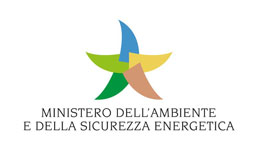 MINISTERO DELL'AMBIENTE
E DELLA SICUREZZA ENERGETICA